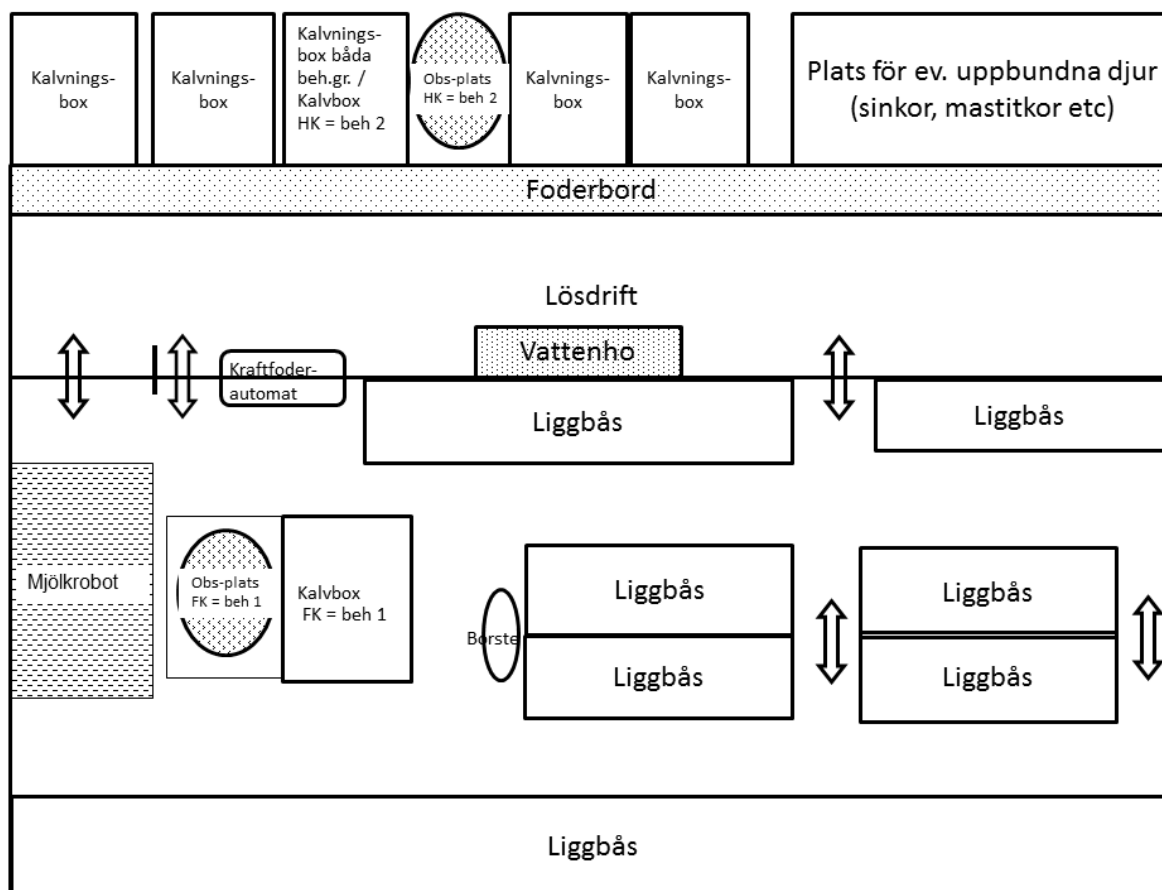 Kalvnings-
box
Kalvnings-
box
Kalvnings-
box båda
beh.gr. /
Kalvbox
HK = beh 2
Obs-plats
HK = beh 2
Kalvnings-
box
Kalvnings-
box
Plats för ev. uppbundna djur
(sinkor, mastitkor etc)
Foderbord
Lösdrift
Vattenho
Kraftfoder-
automat
Liggbås
Liggbås
Mjölkrobot
Obs-plats
FK = beh 1
Kalvbox
FK = beh 1
Borste
Liggbås
Liggbås
Liggbås
Liggbås
Liggbås